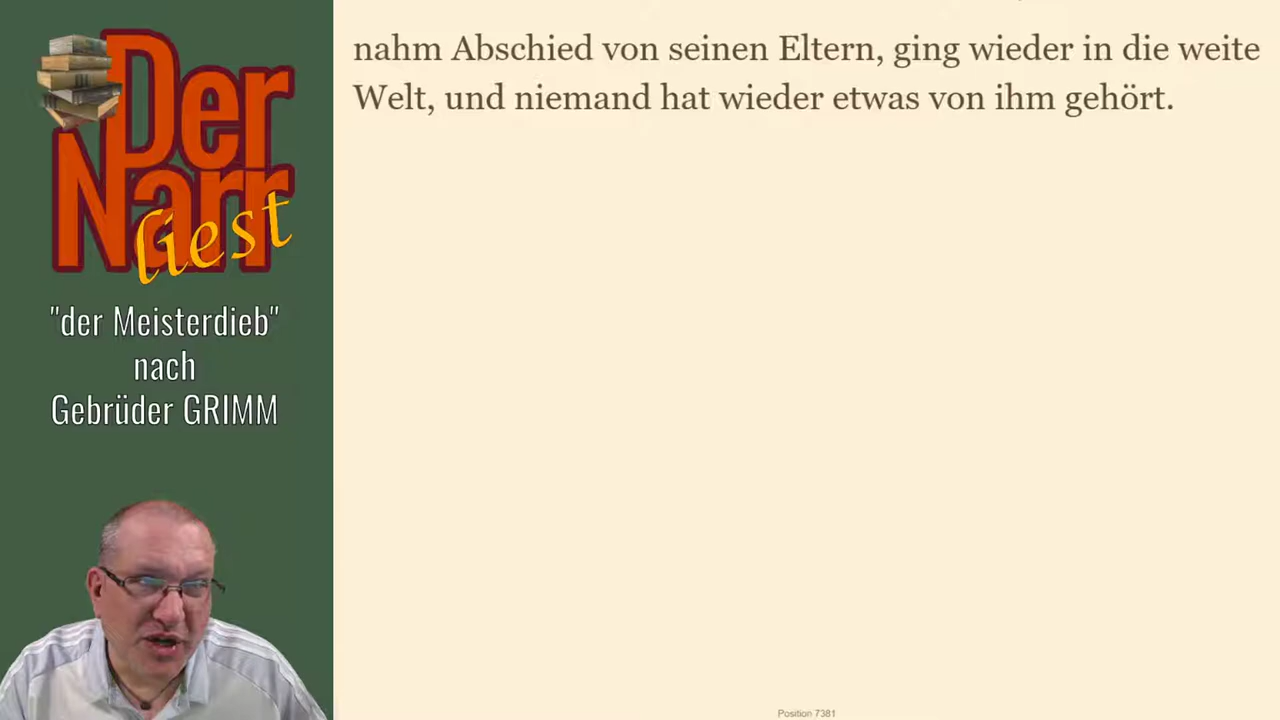 Der
Narr
liest
"der Meisterdieb"
nach
Gebrüder GRIMM
nahm Abschied von seinen Eltern, ging wieder in die weite
Welt, und niemand hat wieder etwas von ihm gehört.
Position 7381